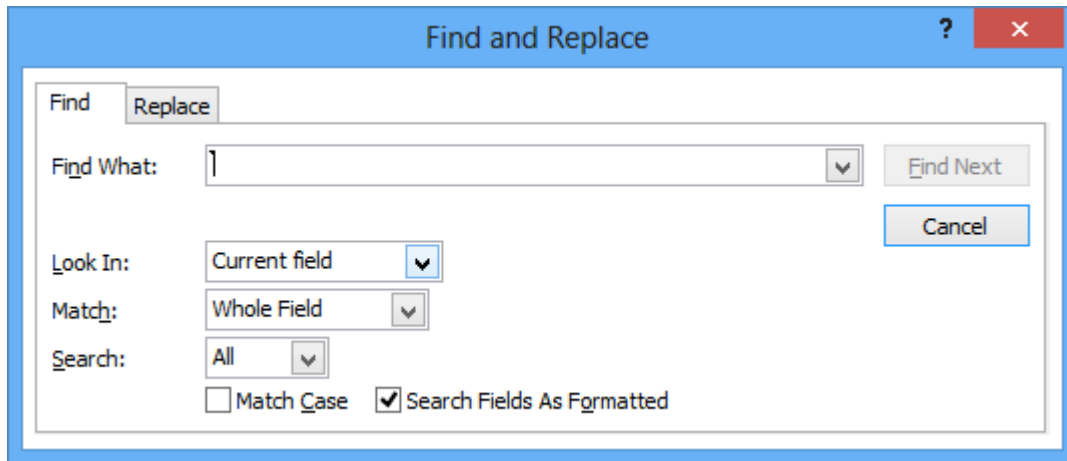 Find and Replace
?
Find
Replace
Find What:
Find Next
Cancel
Look In:
Current field
Match:
Whole Field
Search:
All
Match Case
Search Fields As Formatted